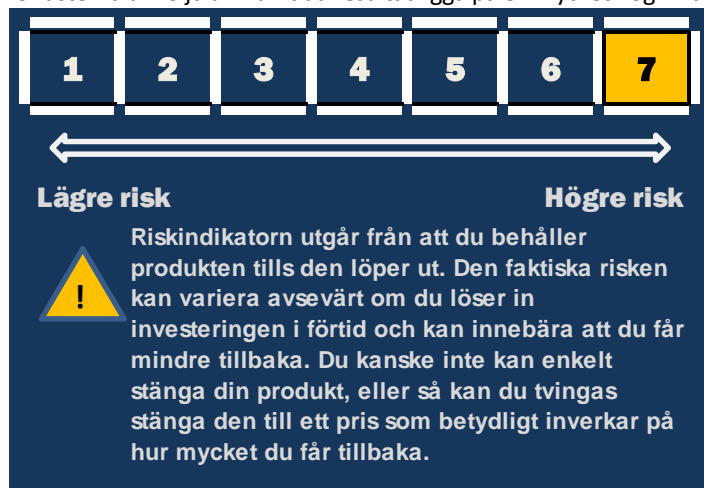 1 2 3 4 5 6 7
Lägre risk Högre risk
Riskindikatorn utgår från att du behåller
produkten tills den löper ut. Den faktiska risken
! kan variera avsevärt om du löser in
investeringen i förtid och kan innebära att du får
mindre tillbaka. Du kanske inte kan enkelt
stänga din produkt, eller så kan du tvingas
stänga den till ett pris som betydligt inverkar på
hur mycket du får tillbaka.